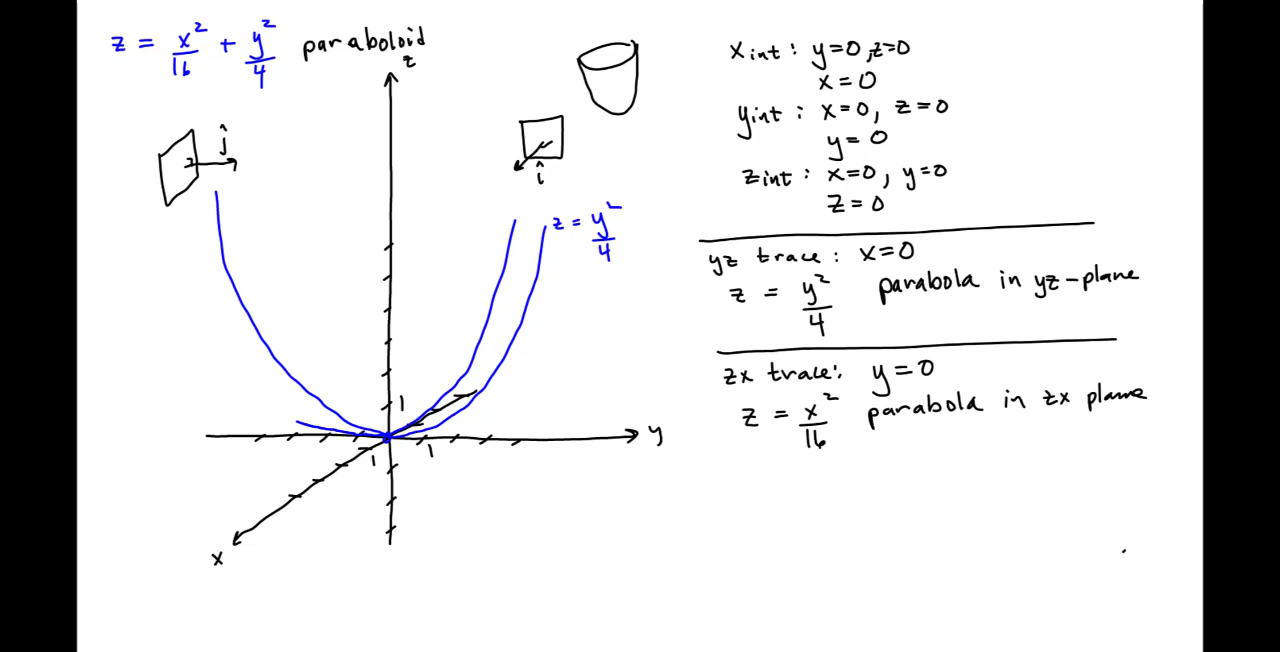 z = x²/16 + y²/4 paraboloid
z
ĵ
î
z = y²/4
1
1
1
y
x
x int : y=0, z=0
x=0
y int : x=0, z=0
y=0
z int : x=0, y=0
z=0
yz trace: x=0
z = y²/4 parabola in yz-plane
zx trace: y=0
z = x²/16 parabola in zx plane